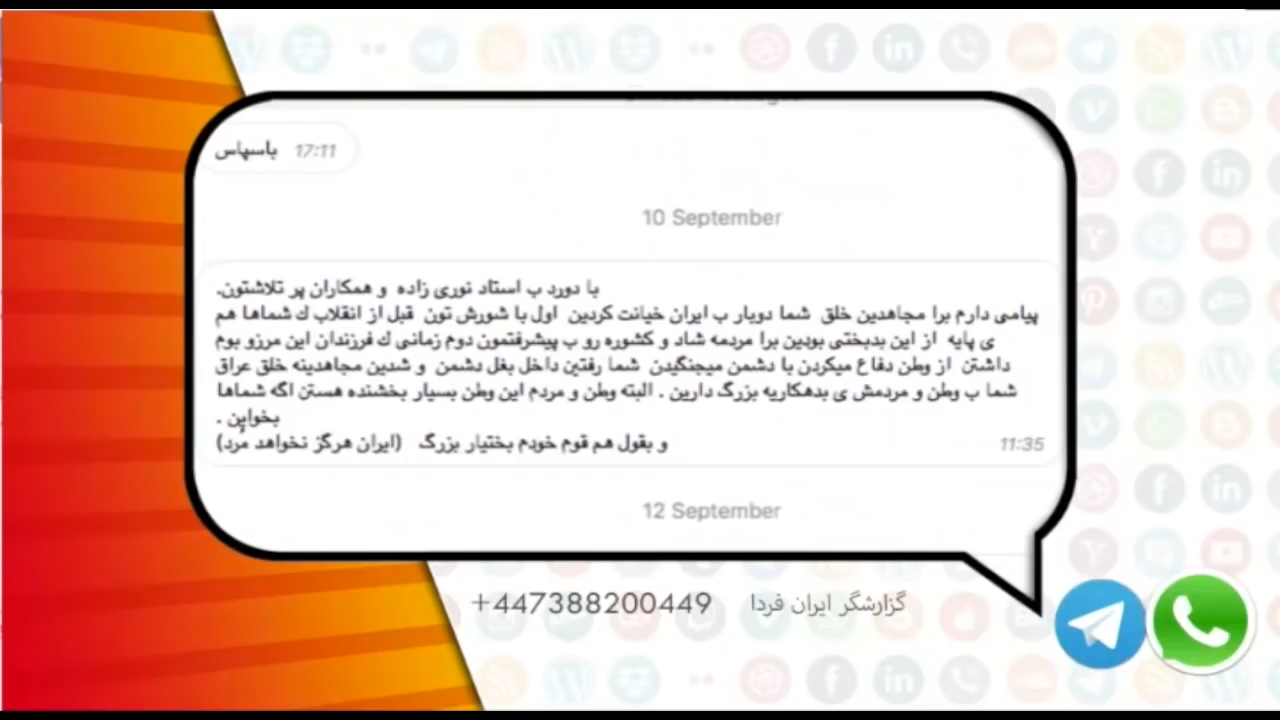 باسپاس 17:11
10 September
با دورد ب استاد نوری زاده و همکاران پر تلاشتون.
پیامی دارم برا مجاهدین خلق شما دوبار ب ایران خیانت کردین اول با شورش تون قبل از انقلاب ك شماها هم
ی پایه از این بدبختی بودین برا مردمه شاد و کشوره رو ب پیشرفتمون دوم زمانی ك فرزندان این مرزو بوم
داشتن از وطن دفاع میکردن با دشمن میجنگیدن شما رفتین داخل بغل دشمن و شدین مجاهدینه خلق عراق
شما ب وطن و مردمش ی بدهکاریه بزرگ دارین . البته وطن و مردم این وطن بسیار بخشنده هستن اگه شماها
بخواین .
و بقول هم قوم خودم بختیار بزرگ (ایران هرگز نخواهد مُرد)
11:35
12 September
گزارشگر ایران فردا +447388200449